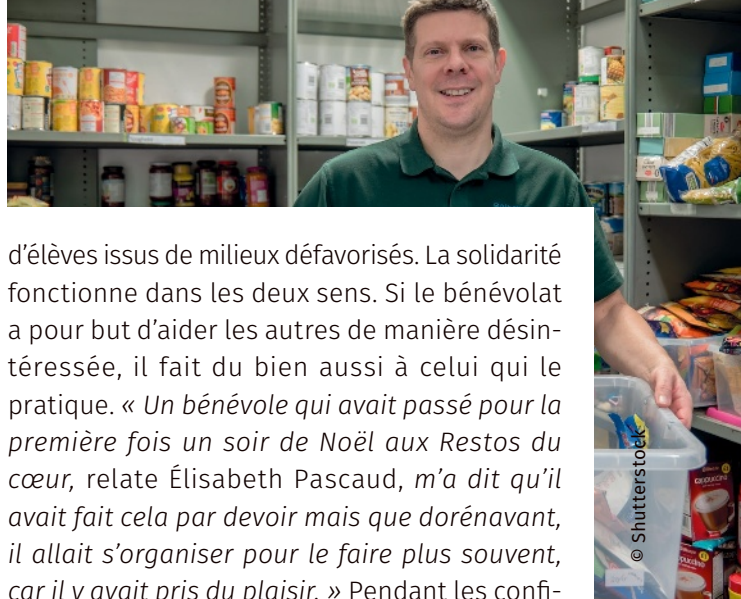 d’élèves issus de milieux défavorisés. La solidarité
fonctionne dans les deux sens. Si le bénévolat
a pour but d’aider les autres de manière désin-
téressée, il fait du bien aussi à celui qui le
pratique. « Un bénévole qui avait passé pour la
première fois un soir de Noël aux Restos du
cœur, relate Élisabeth Pascaud, m’a dit qu’il
avait fait cela par devoir mais que dorénavant,
il allait s’organiser pour le faire plus souvent,
car il y avait pris du plaisir. » Pendant les confi-
© Shutterstock